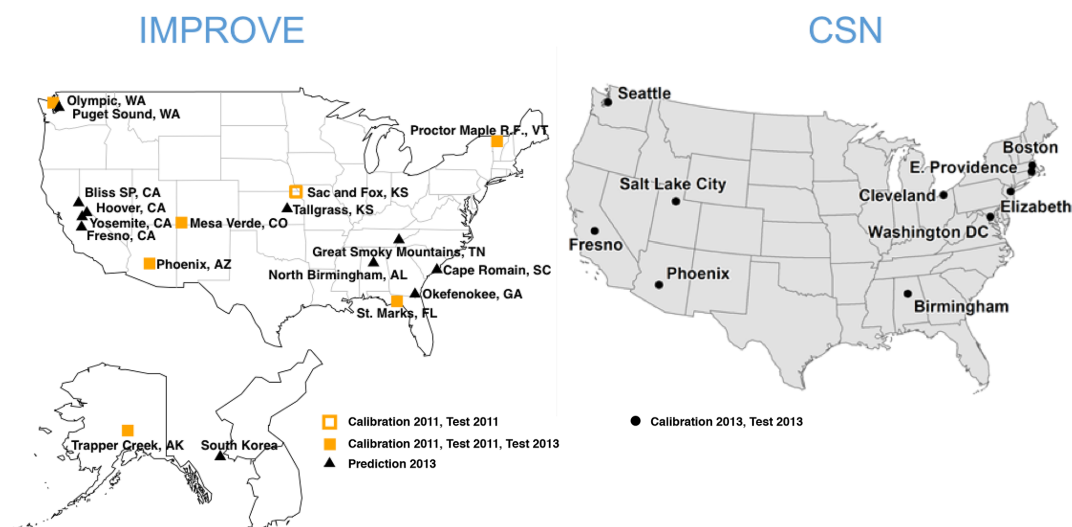 IMPROVE
CSN
Olympic, WA
Puget Sound, WA
Proctor Maple R.F., VT
Bliss SP, CA
Hoover, CA
Yosemite, CA
Fresno, CA
Mesa Verde, CO
Phoenix, AZ
Sac and Fox, KS
Tallgrass, KS
Great Smoky Mountains, TN
North Birmingham, AL
Cape Romain, SC
Okefenokee, GA
St. Marks, FL
Trapper Creek, AK
South Korea
Calibration 2011, Test 2011
Calibration 2011, Test 2011, Test 2013
Prediction 2013
Seattle
Boston
E. Providence
Salt Lake City
Cleveland
Elizabeth
Washington DC
Fresno
Phoenix
Birmingham
Calibration 2013, Test 2013